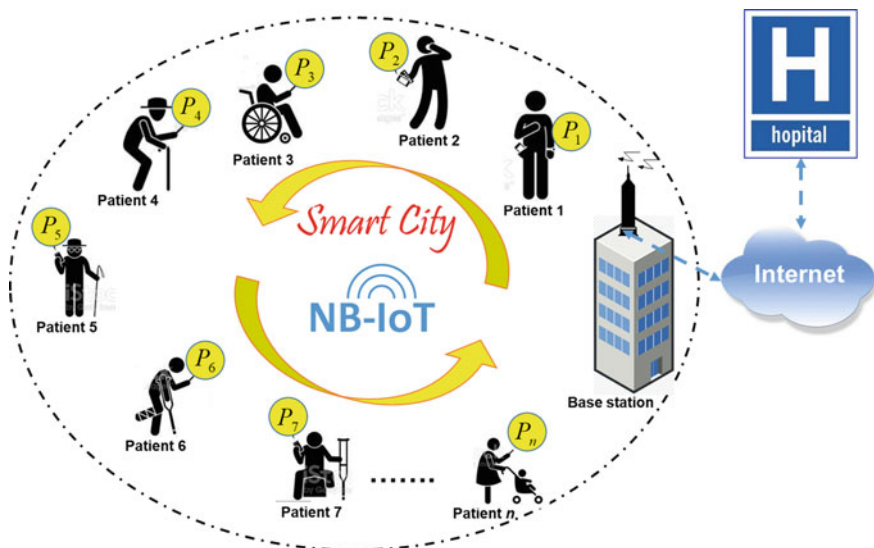 P2
P3
P4
P1
H
hopital
Patient 3
Patient 2
Patient 4
Patient 1
Smart City
P5
Internet
NB-IoT
Patient 5
P6
Base station
Patient 6
P7
Pn
Patient 7
.......
Patient n